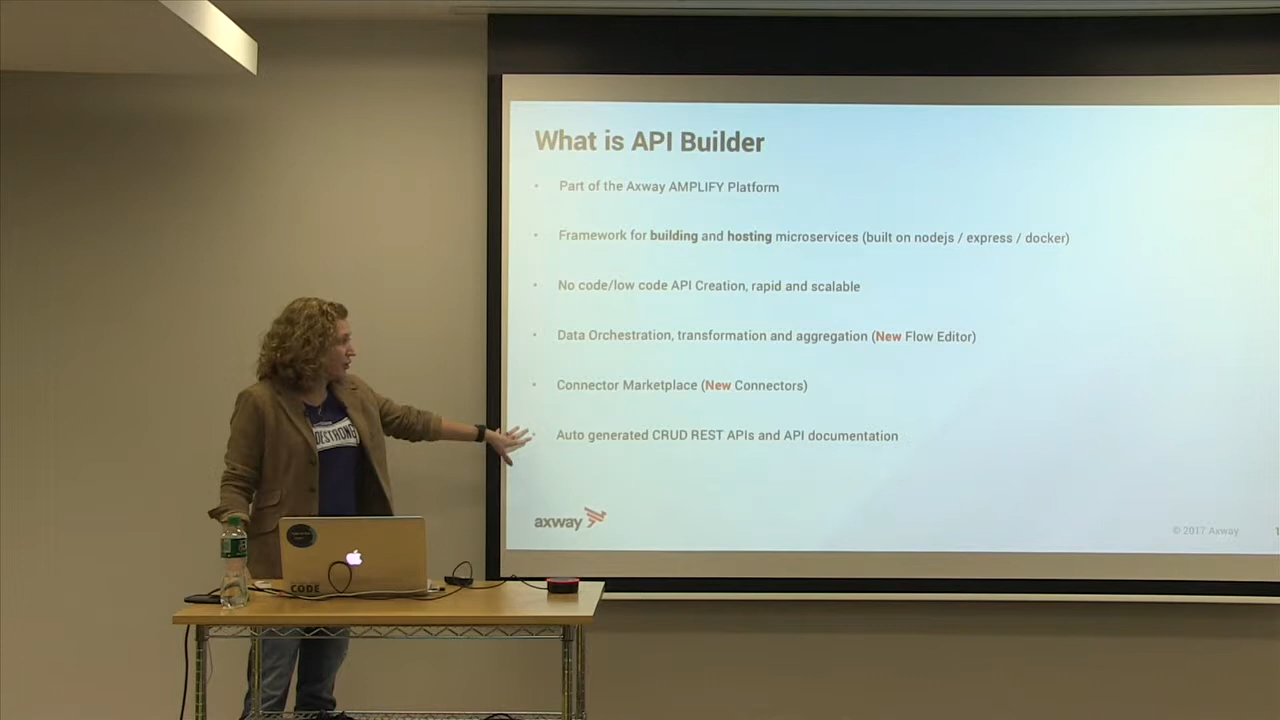 What is API Builder
• Part of the Axway AMPLIFY Platform
• Framework for building and hosting microservices (built on nodejs / express / docker)
• No code/low code API Creation, rapid and scalable
• Data Orchestration, transformation and aggregation (New Flow Editor)
• Connector Marketplace (New Connectors)
• Auto generated CRUD REST APIs and API documentation
axway
© 2017 Axway
CODE